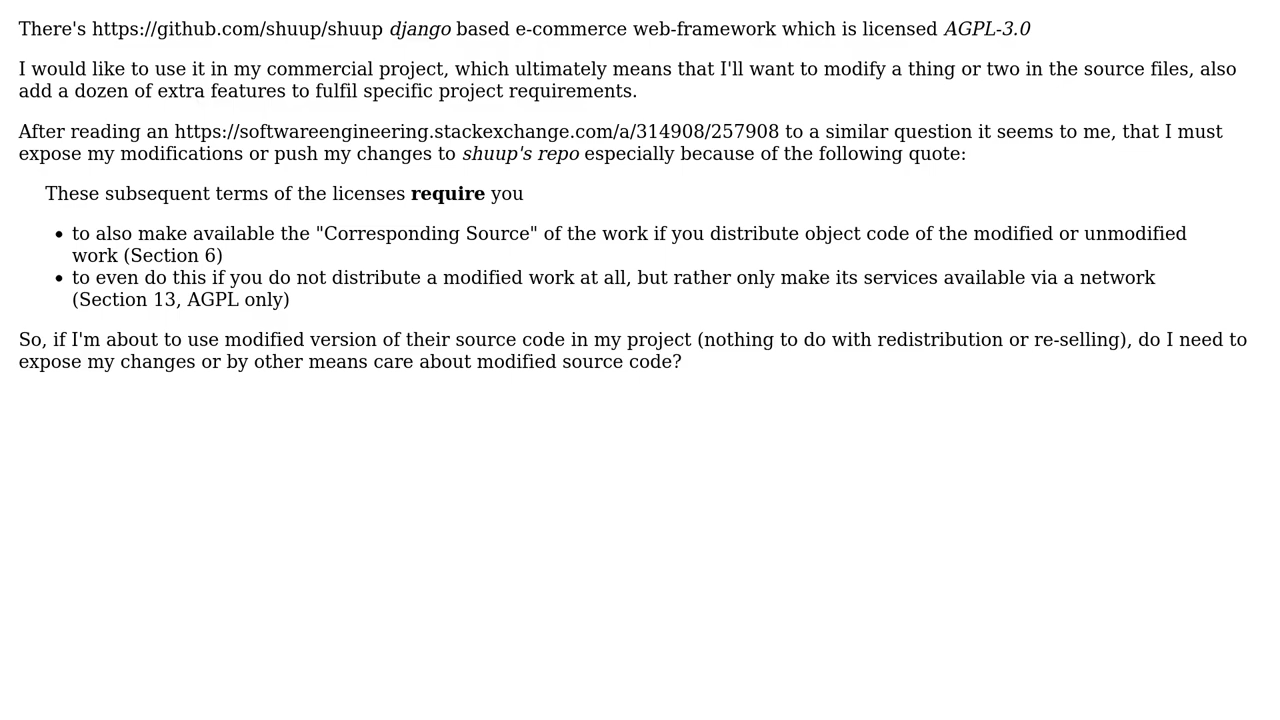 There's https://github.com/shuup/shuup django based e-commerce web-framework which is licensed AGPL-3.0
I would like to use it in my commercial project, which ultimately means that I'll want to modify a thing or two in the source files, also
add a dozen of extra features to fulfil specific project requirements.
After reading an https://softwareengineering.stackexchange.com/a/314908/257908 to a similar question it seems to me, that I must
expose my modifications or push my changes to shuup's repo especially because of the following quote:
These subsequent terms of the licenses require you
• to also make available the "Corresponding Source" of the work if you distribute object code of the modified or unmodified
work (Section 6)
• to even do this if you do not distribute a modified work at all, but rather only make its services available via a network
(Section 13, AGPL only)
So, if I'm about to use modified version of their source code in my project (nothing to do with redistribution or re-selling), do I need to
expose my changes or by other means care about modified source code?